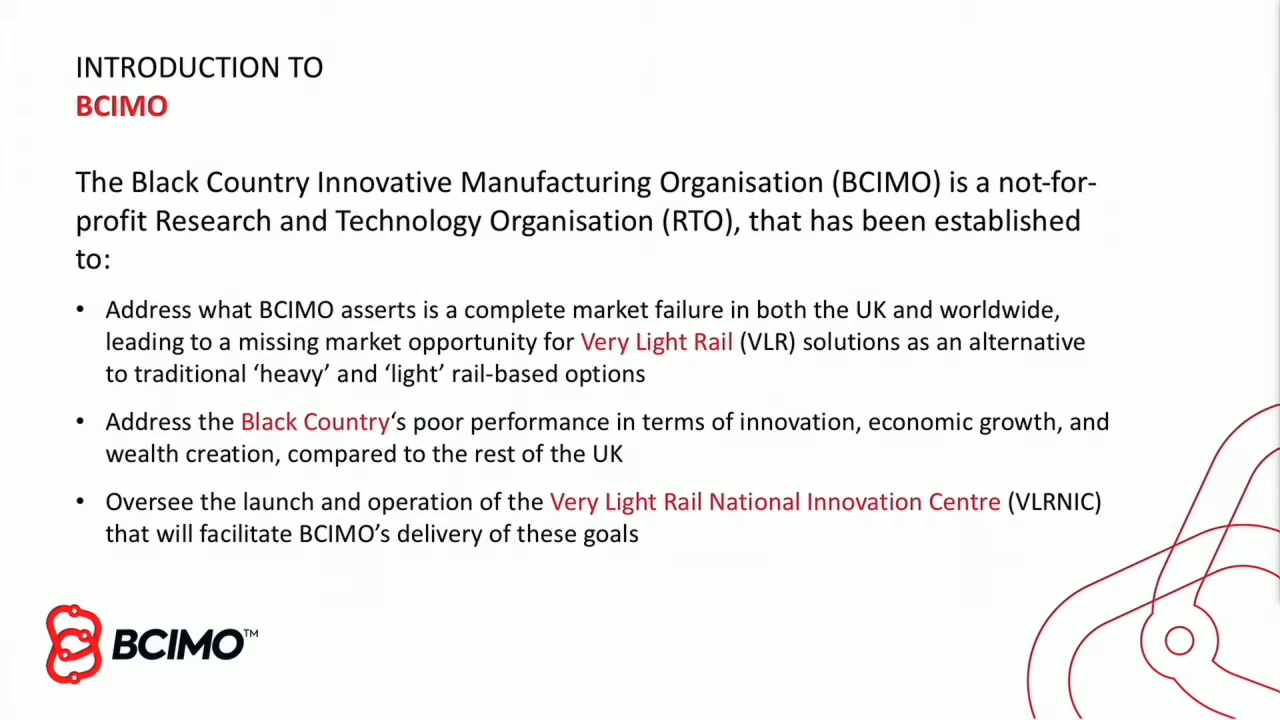 INTRODUCTION TO
BCIMO
The Black Country Innovative Manufacturing Organisation (BCIMO) is a not-for-
profit Research and Technology Organisation (RTO), that has been established
to:
• Address what BCIMO asserts is a complete market failure in both the UK and worldwide,
leading to a missing market opportunity for Very Light Rail (VLR) solutions as an alternative
to traditional ‘heavy’ and ‘light’ rail-based options
• Address the Black Country‘s poor performance in terms of innovation, economic growth, and
wealth creation, compared to the rest of the UK
• Oversee the launch and operation of the Very Light Rail National Innovation Centre (VLRNIC)
that will facilitate BCIMO’s delivery of these goals
BCIMO™